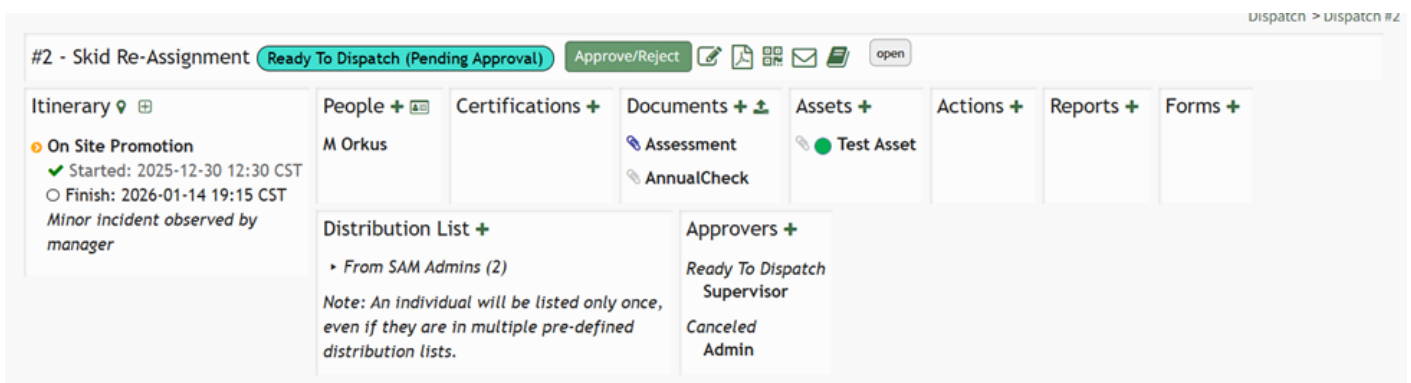 Dispatch > Dispatch #2
#2 - Skid Re-Assignment Ready To Dispatch (Pending Approval) Approve/Reject open
Itinerary
On Site Promotion
Started: 2025-12-30 12:30 CST
Finish: 2026-01-14 19:15 CST
Minor incident observed by
manager
People +
M Orkus
Certifications +
Documents +
Assessment
AnnualCheck
Assets +
Test Asset
Actions +
Reports +
Forms +
Distribution List +
‣ From SAM Admins (2)
Note: An individual will be listed only once,
even if they are in multiple pre-defined
distribution lists.
Approvers +
Ready To Dispatch
Supervisor
Canceled
Admin